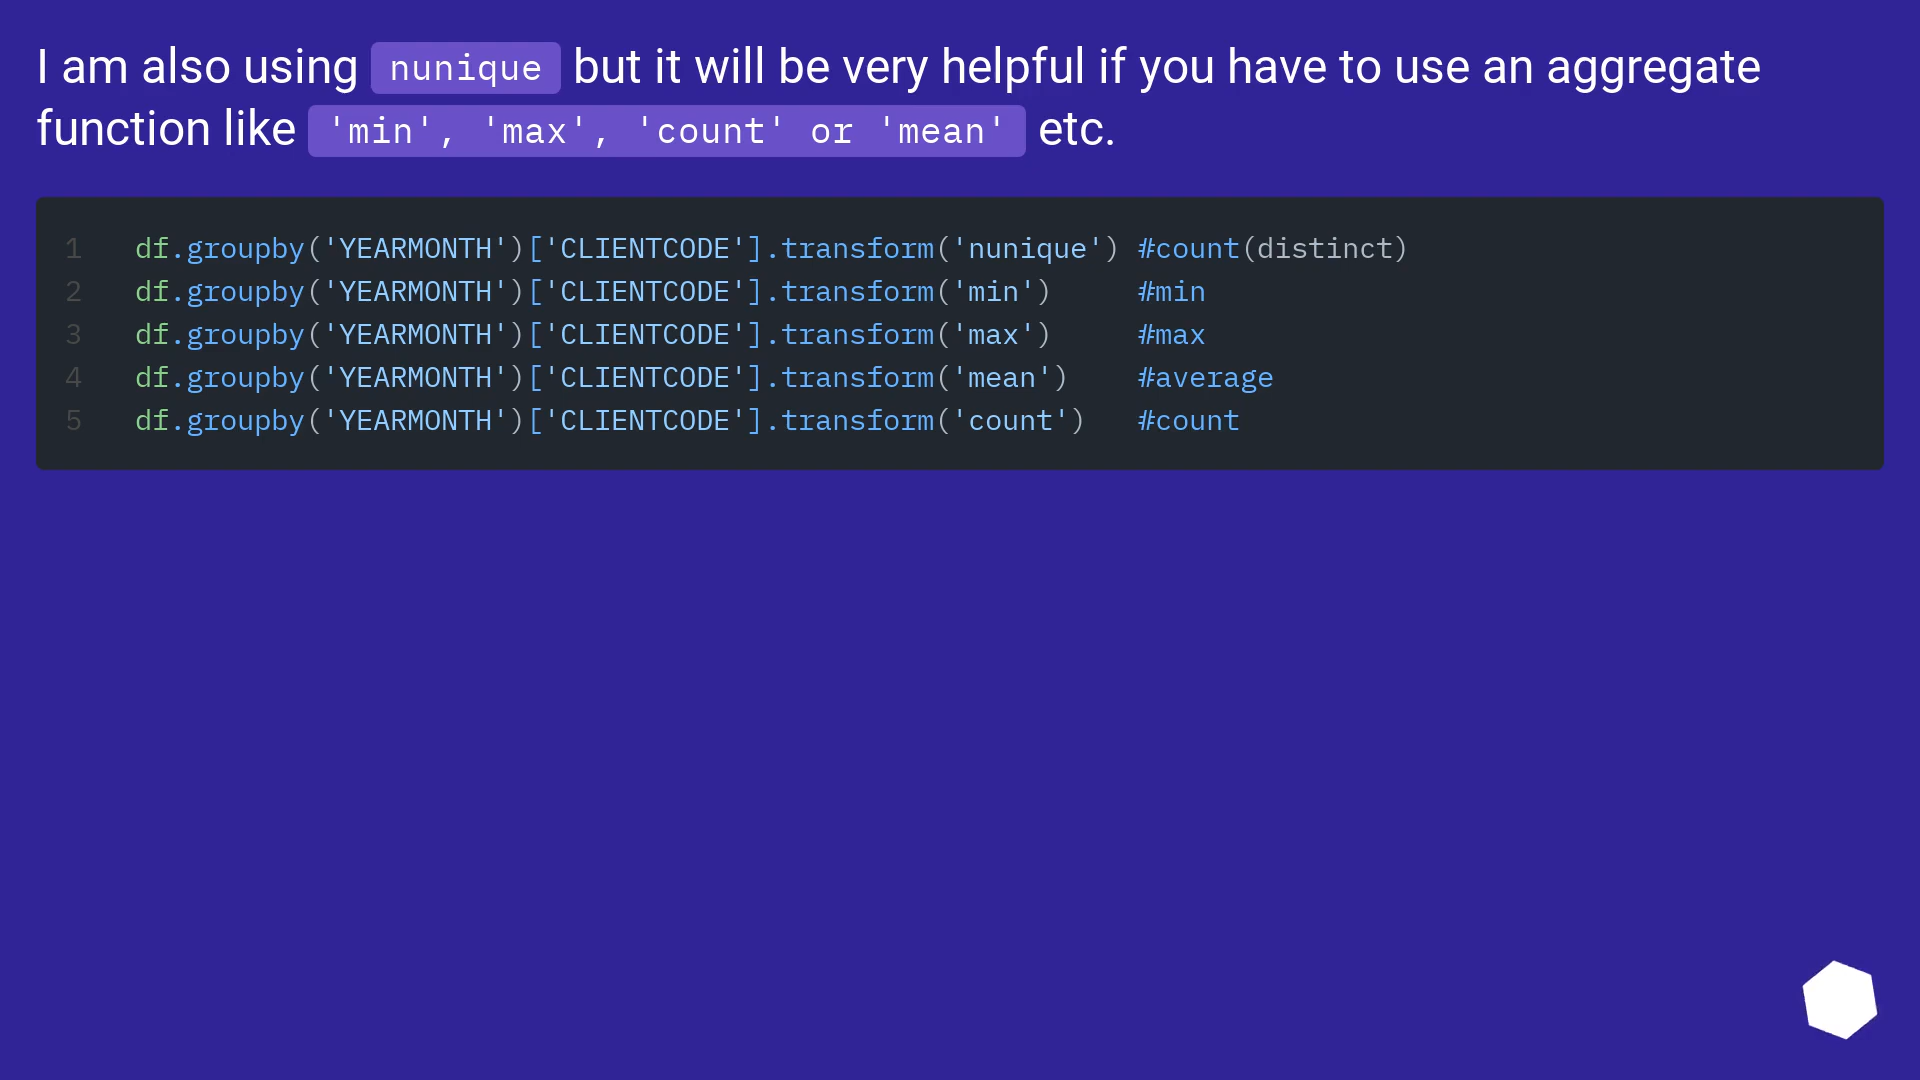 I am also using nunique but it will be very helpful if you have to use an aggregate
function like 'min', 'max', 'count' or 'mean' etc.
1 df.groupby('YEARMONTH')['CLIENTCODE'].transform('nunique') #count(distinct)
2 df.groupby('YEARMONTH')['CLIENTCODE'].transform('min')     #min
3 df.groupby('YEARMONTH')['CLIENTCODE'].transform('max')     #max
4 df.groupby('YEARMONTH')['CLIENTCODE'].transform('mean')    #average
5 df.groupby('YEARMONTH')['CLIENTCODE'].transform('count')   #count